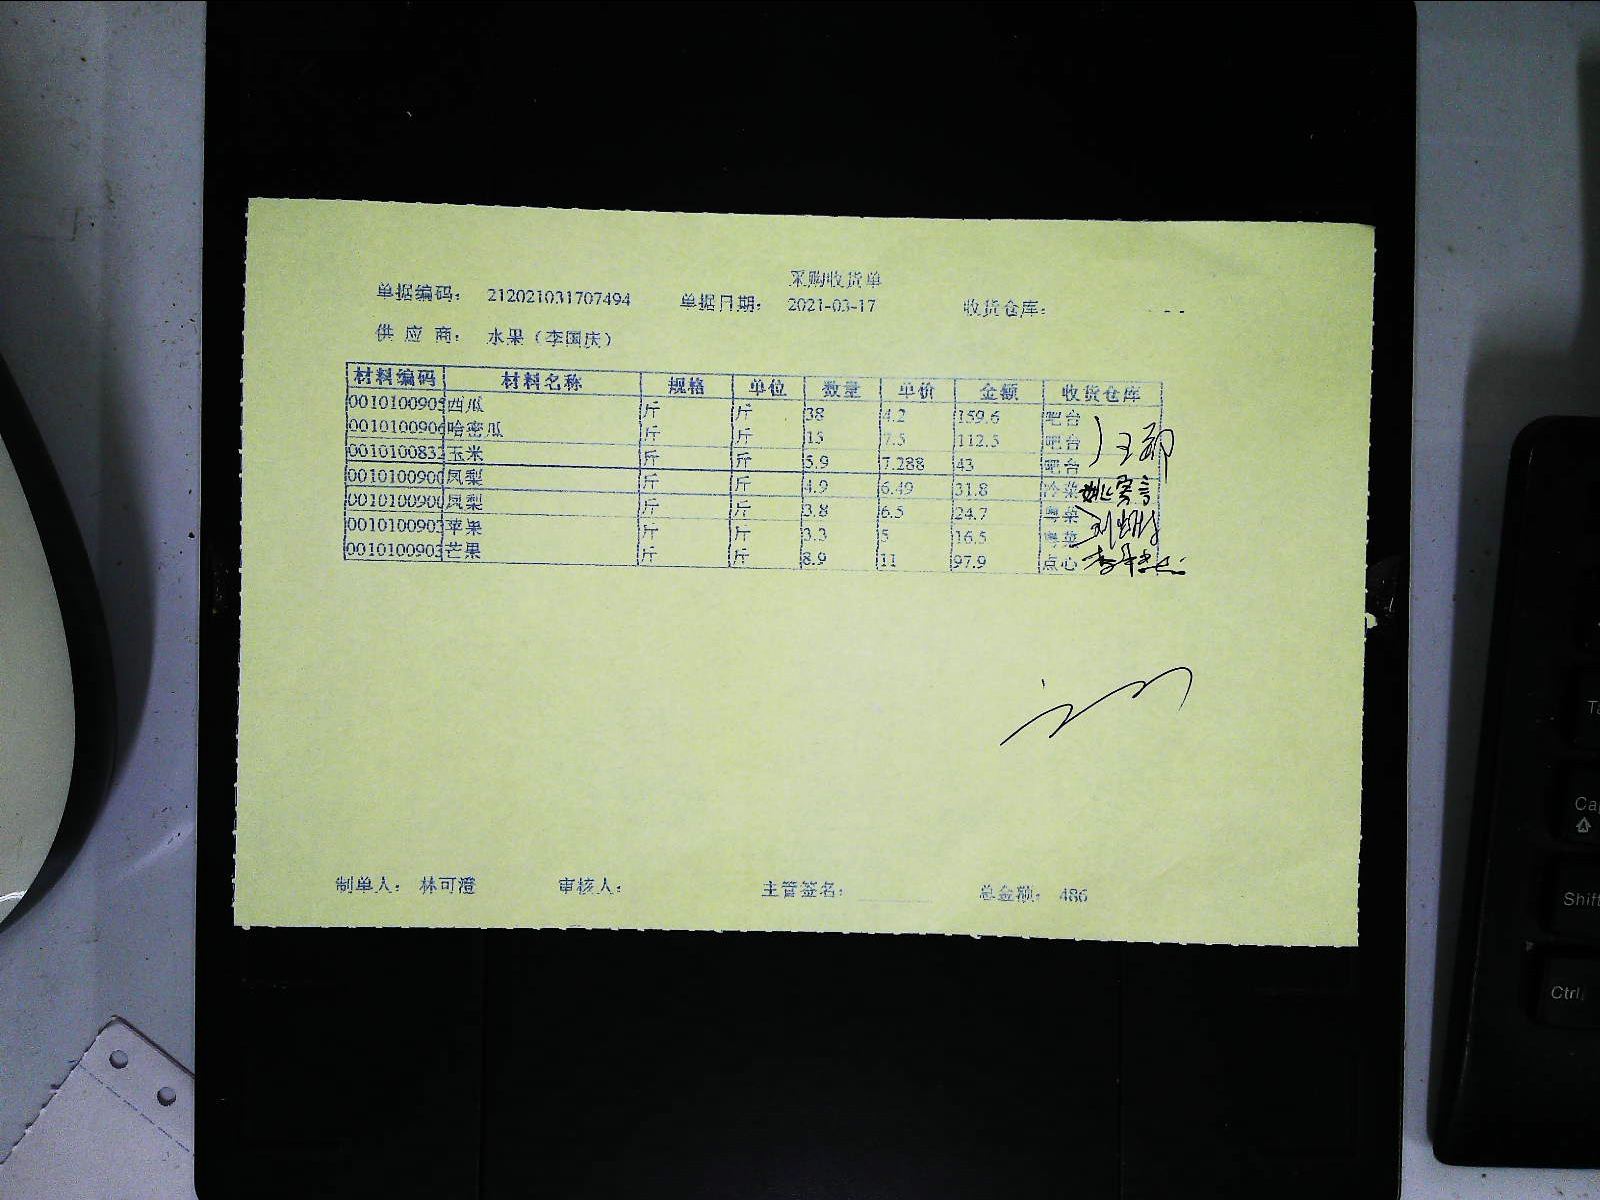 采购收货单
单据编码： 212021031707494 单据日期： 2021-03-17 收货仓库：
供 应 商： 水果（李国庆）
材料编码 材料名称 规格 单位 数量 单价 金额 收货仓库
0010100905 西瓜 斤 斤 38 4.2 159.6 吧台
0010100906 哈密瓜 斤 斤 15 7.5 112.5 吧台
001010083 玉米 斤 斤 5.9 7.288 43 吧台
0010100900 凤梨 斤 斤 4.9 6.49 31.8 冷菜
0010100900 凤梨 斤 斤 3.8 6.5 24.7 粤菜
001010090 苹果 斤 斤 3.3 5 16.5 粤菜
001010090 芒果 斤 斤 8.9 11 97.9 点心
制单人： 林可澄 审核人： 主管签名： 总金额： 486
Shift
Ctrl